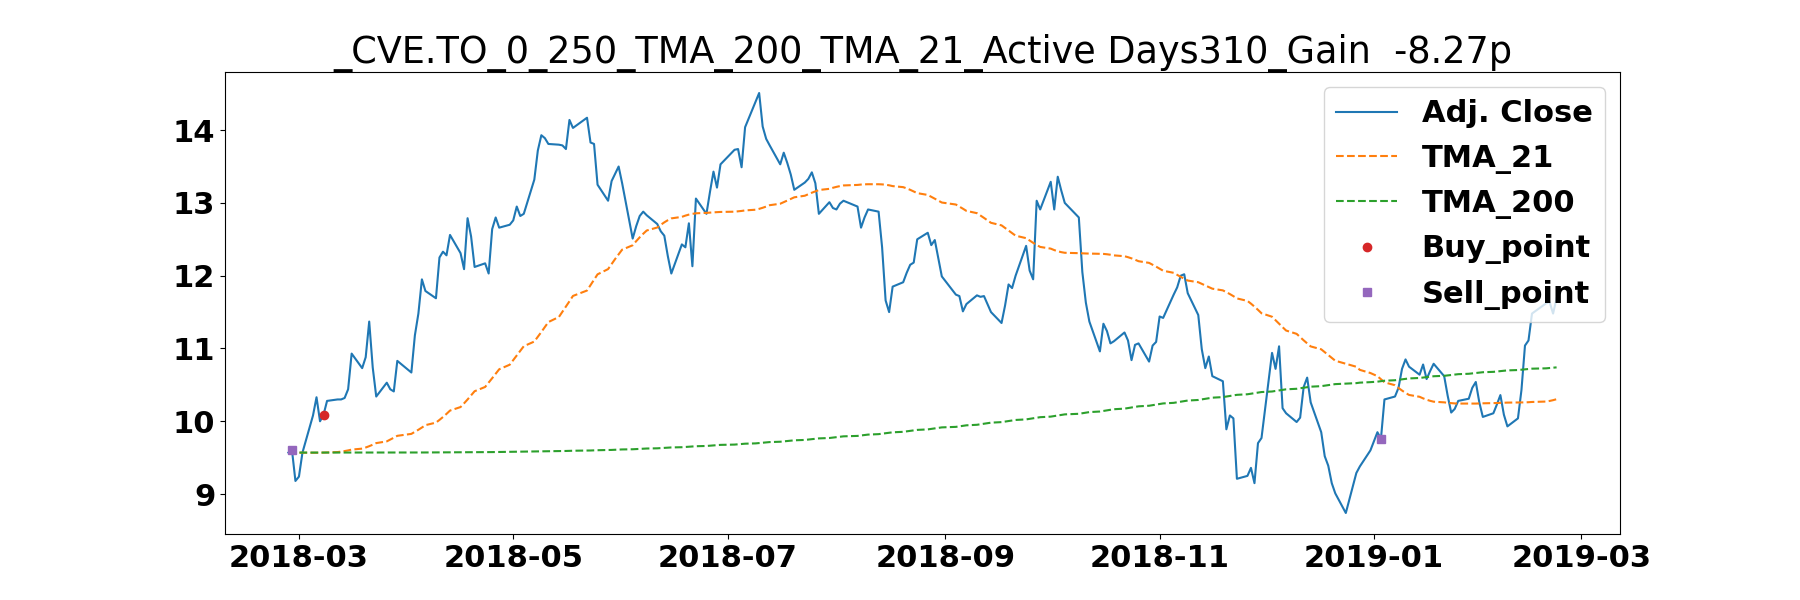 _CVE.TO_0_250_TMA_200_TMA_21_Active Days310_Gain  -8.27p
Adj. Close
TMA_21
TMA_200
Buy_point
Sell_point
14
13
12
11
10
9
2018-03
2018-05
2018-07
2018-09
2018-11
2019-01
2019-03